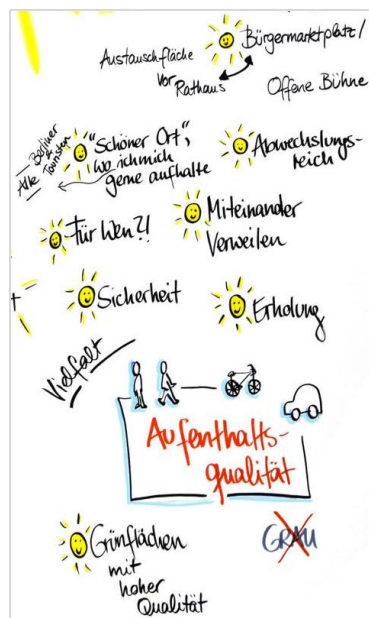 Bürgermarktplatz/
Austauschfläche
vor
Rathaus
Offene Bühne
Berliner
&
Touristen
Alle
"Schöner Ort",
wo ich mich
gerne aufhalte
Abwechslungs-
reich
Für Wen?!
Miteinander
Verweilen
Sicherheit
Erholung
Vielfalt
Aufenthalts-
qualität
Grünflächen
mit
hoher
Qualität
GRAU